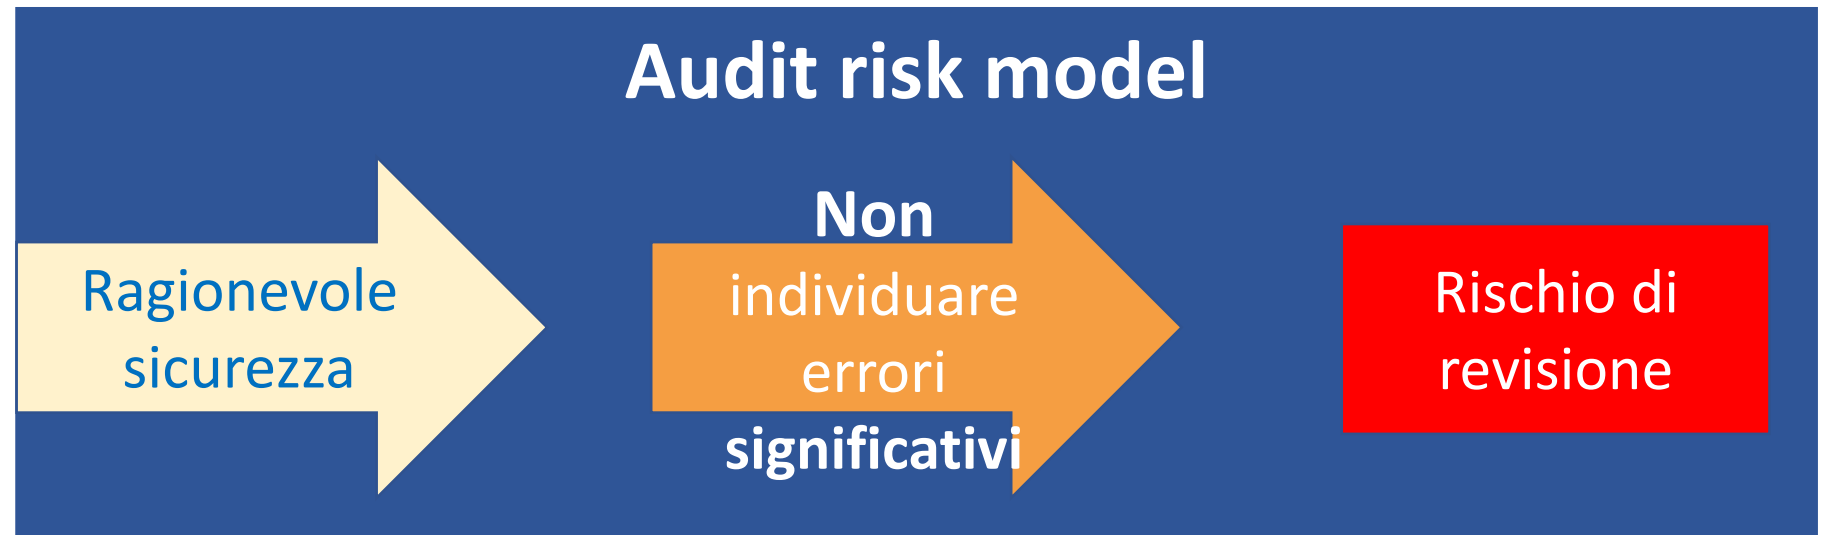 Audit risk model
Ragionevole
sicurezza
Non
individuare
errori
significativi
Rischio di
revisione